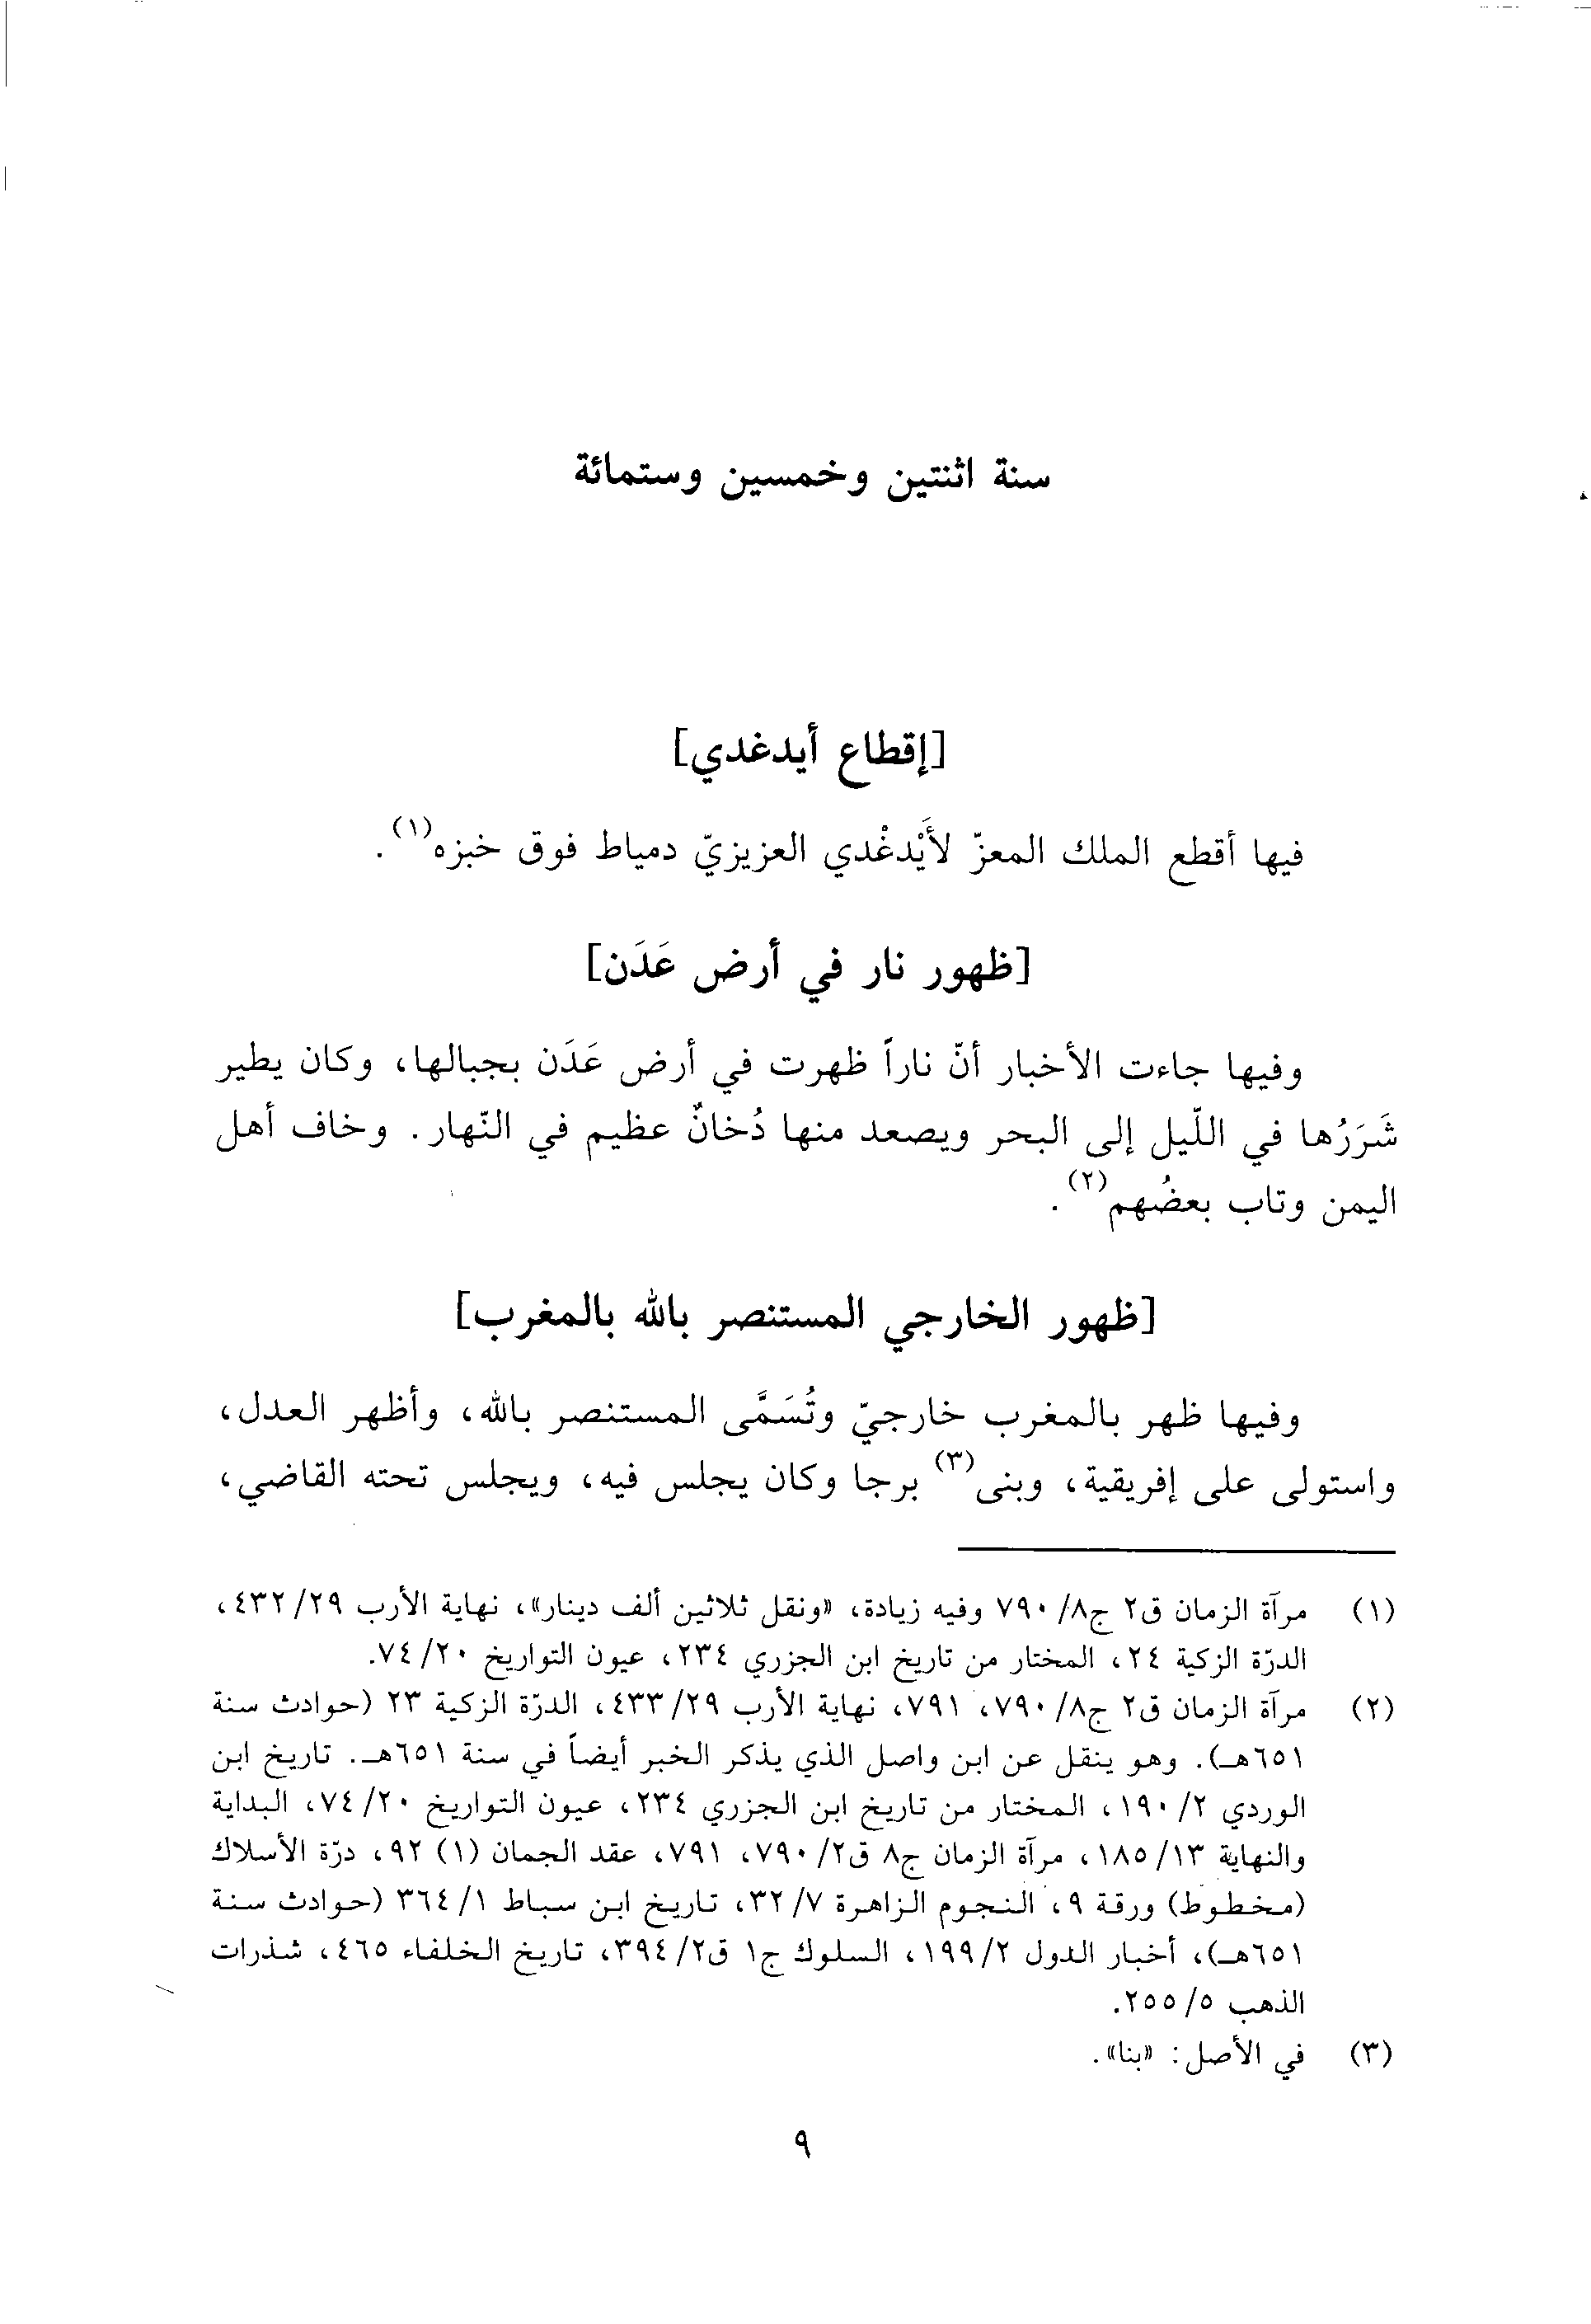 سنة اثنتين وخمسين وستمائة
[إقطاع أيدغدي]
فيها أقطع الملك المعزّ لأَيْدغْدي العزيزيّ دمياط فوق خبزه(١).
[ظهور نار في أرض عَدَن]
وفيها جاءت الأخبار أنّ ناراً ظهرت في أرض عَدَن بجبالها، وكان يطير
شَرَرُها في اللّيل إلى البحر ويصعد منها دُخانٌ عظيم في النّهار. وخاف أهل
اليمن وتاب بعضُهم(٢).
[ظهور الخارجي المستنصر بالله بالمغرب]
وفيها ظهر بالمغرب خارجيّ وتُسَمَّى المستنصر بالله، وأظهر العدل،
واستولى على إفريقية، وبنى(٣) برجا وكان يجلس فيه، ويجلس تحته القاضي،
(١) مرآة الزمان ق٢ ج٨/ ٧٩٠ وفيه زيادة، «ونقل ثلاثين ألف دينار»، نهاية الأرب ٢٩/ ٤٣٢،
الدرّة الزكية ٢٤، المختار من تاريخ ابن الجزري ٢٣٤، عيون التواريخ ٢٠/ ٧٤.
(٢) مرآة الزمان ق٢ ج٨/ ٧٩٠، ٧٩١، نهاية الأرب ٢٩/ ٤٣٣، الدرّة الزكية ٢٣ (حوادث سنة
٦٥١هـ). وهو ينقل عن ابن واصل الذي يذكر الخبر أيضاً في سنة ٦٥١هـ. تاريخ ابن
الوردي ٢/ ١٩٠، المختار من تاريخ ابن الجزري ٢٣٤، عيون التواريخ ٢٠/ ٧٤، البداية
والنهاية ١٣/ ١٨٥، مرآة الزمان ج٨ ق٢/ ٧٩٠، ٧٩١، عقد الجمان (١) ٩٢، درّة الأسلاك
(مخطوط) ورقة ٩، النجوم الزاهرة ٧/ ٣٢، تاريخ ابن سباط ١/ ٣٦٤ (حوادث سنة
٦٥١هـ)، أخبار الدول ٢/ ١٩٩، السلوك ج١ ق٢/ ٣٩٤، تاريخ الخلفاء ٤٦٥، شذرات
الذهب ٥/ ٢٥٥.
(٣) في الأصل: «بنا».
٩